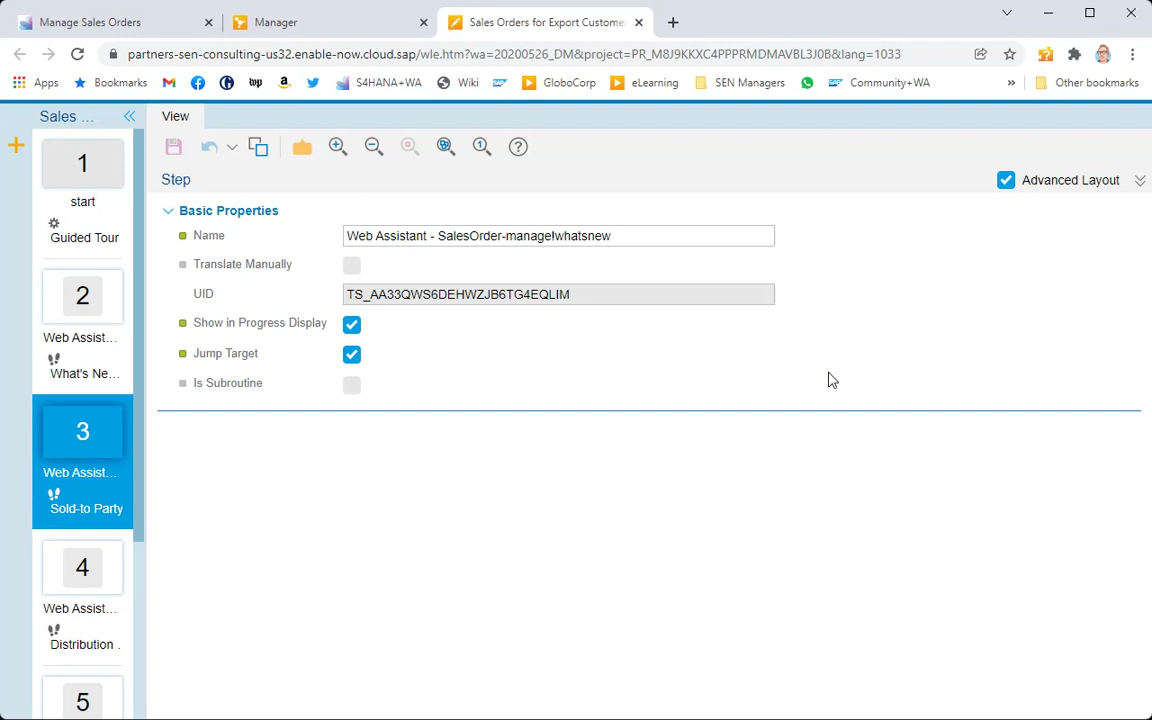 Manage Sales Orders
Manager
Sales Orders for Export Custome
partners-sen-consulting-us32.enable-now.cloud.sap/wle.htm?wa=20200526_DM&project=PR_M8J9KKXC4PPPRMDMAVBL3J0B&lang=1033
Apps
Bookmarks
S4HANA+WA
Wiki
GloboCorp
eLearning
SEN Managers
Community+WA
»
Other bookmarks
Sales ...
View
Step
Advanced Layout
Basic Properties
Name
Web Assistant - SalesOrder-manage!whatsnew
Translate Manually
UID
TS_AA33QWS6DEHWZJB6TG4EQLIM
Show in Progress Display
Jump Target
Is Subroutine
1
start
Guided Tour
2
Web Assist...
What's Ne...
3
Web Assist...
Sold-to Party
4
Web Assist...
Distribution .
5